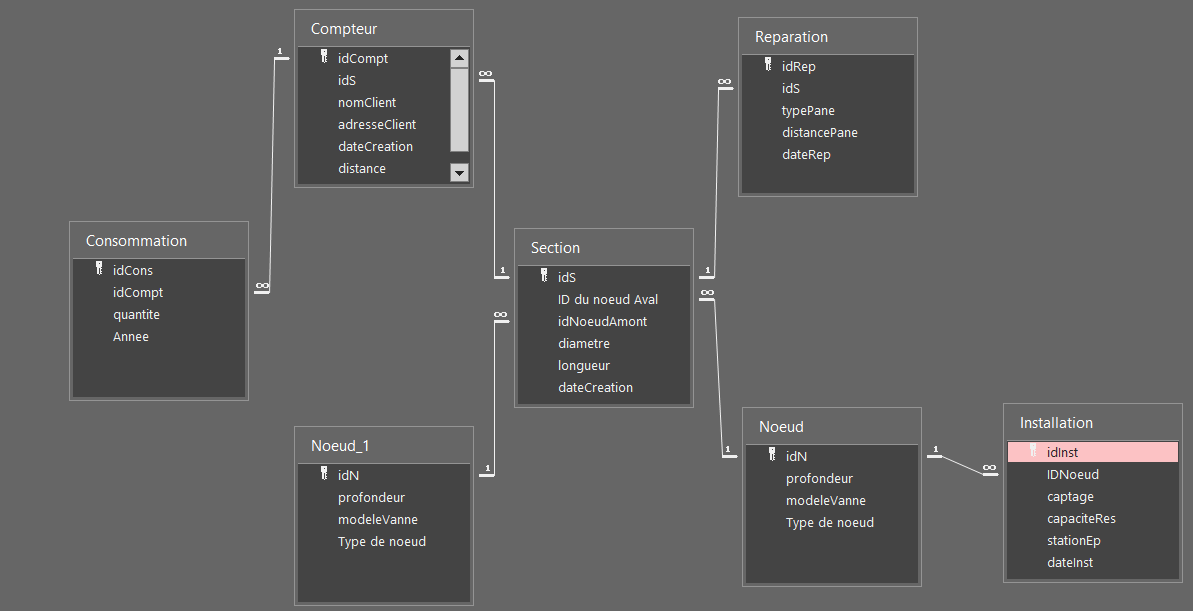 Compteur
idCompt
idS
nomClient
adresseClient
dateCreation
distance
Reparation
idRep
idS
typePane
distancePane
dateRep
Consommation
idCons
idCompt
quantite
Annee
Section
idS
ID du noeud Aval
idNoeudAmont
diametre
longueur
dateCreation
Noeud_1
idN
profondeur
modeleVanne
Type de noeud
Noeud
idN
profondeur
modeleVanne
Type de noeud
Installation
idInst
IDNoeud
captage
capaciteRes
stationEp
dateInst
1
∞
∞
1
∞
1
∞
1
∞
1
1
∞